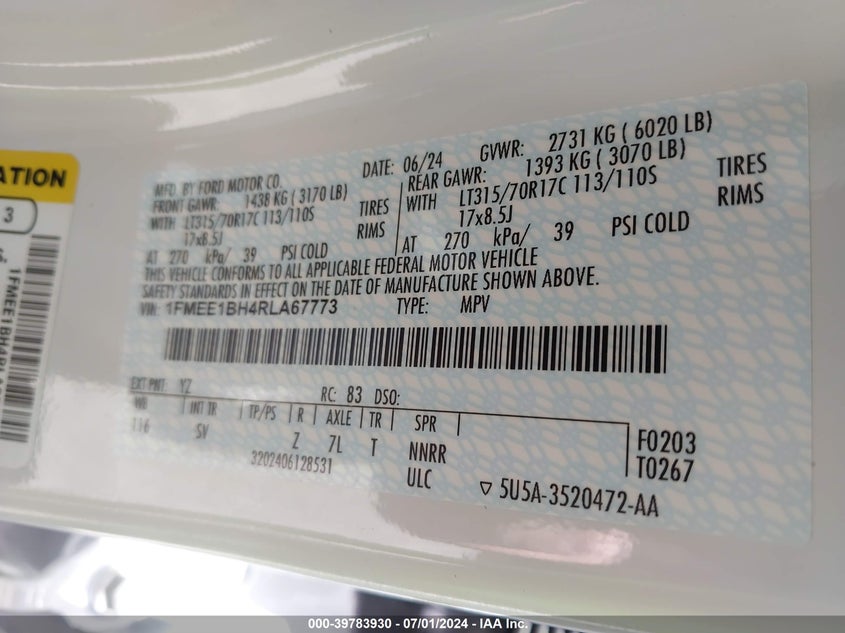 ATION
3
1FMEE1BH4RLA
MFD. BY FORD MOTOR CO. DATE: 06/24 GVWR: 2731 KG ( 6020 LB)
FRONT GAWR: 1438 KG ( 3170 LB) REAR GAWR: 1393 KG ( 3070 LB)
WITH LT315/70R17C 113/110S TIRES WITH LT315/70R17C 113/110S TIRES
17x8.5J RIMS 17x8.5J RIMS
AT 270 kPa/ 39 PSI COLD AT 270 kPa/ 39 PSI COLD
THIS VEHICLE CONFORMS TO ALL APPLICABLE FEDERAL MOTOR VEHICLE
SAFETY STANDARDS IN EFFECT ON THE DATE OF MANUFACTURE SHOWN ABOVE.
VIN: 1FMEE1BH4RLA67773 TYPE: MPV
EXT PNT: YZ RC: 83 DSO:
WB INT TR TP/PS R AXLE TR SPR
116 SV Z 7L T NNRR
3202406128531 ULC
F0203
T0267
5U5A-3520472-AA
000-39783930 - 07/01/2024 - IAA Inc.